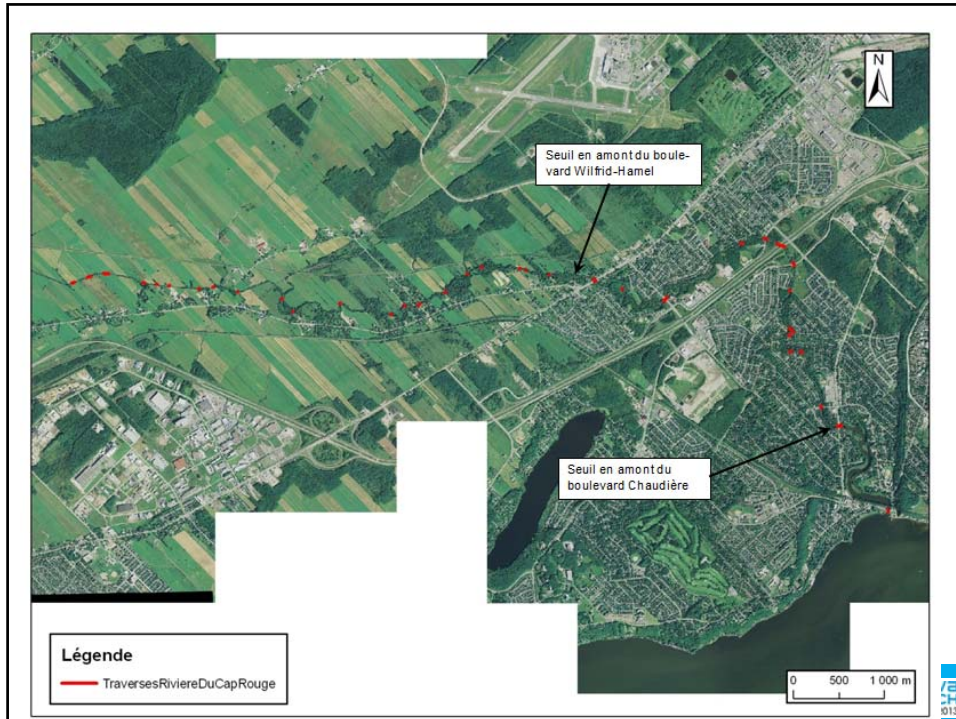 N
Seuil en amont du boule-
vard Wilfrid-Hamel
Seuil en amont du
boulevard Chaudière
Légende
TraversesRiviereDuCapRouge
0 500 1 000 m
2013